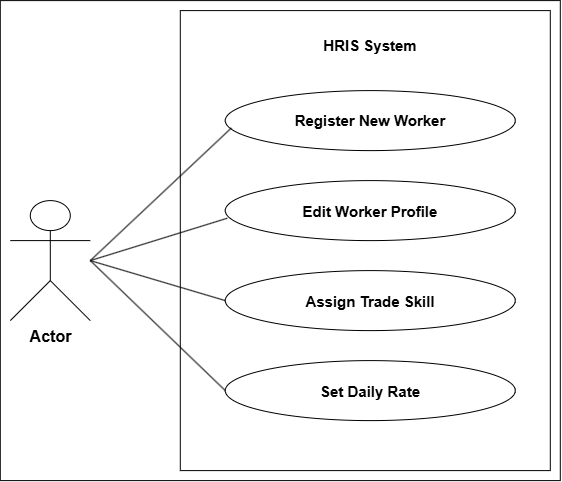 HRIS System
Register New Worker
Edit Worker Profile
Assign Trade Skill
Actor
Set Daily Rate